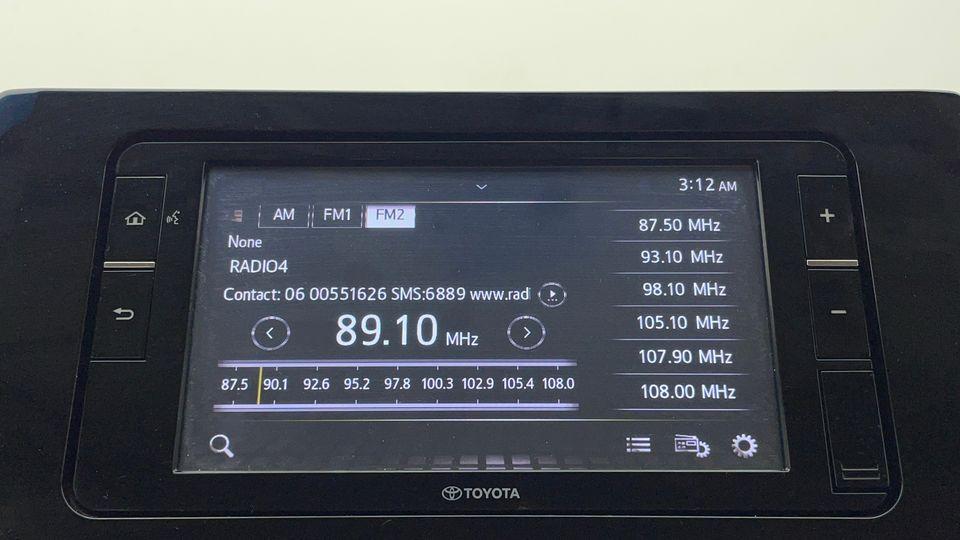 3:12 AM
AM FM1 FM2
None
RADIO4
Contact: 06 00551626 SMS:6889 www.rad
89.10 MHz
87.5 90.1 92.6 95.2 97.8 100.3 102.9 105.4 108.0
87.50 MHz
93.10 MHz
98.10 MHz
105.10 MHz
107.90 MHz
108.00 MHz
+
−
TOYOTA